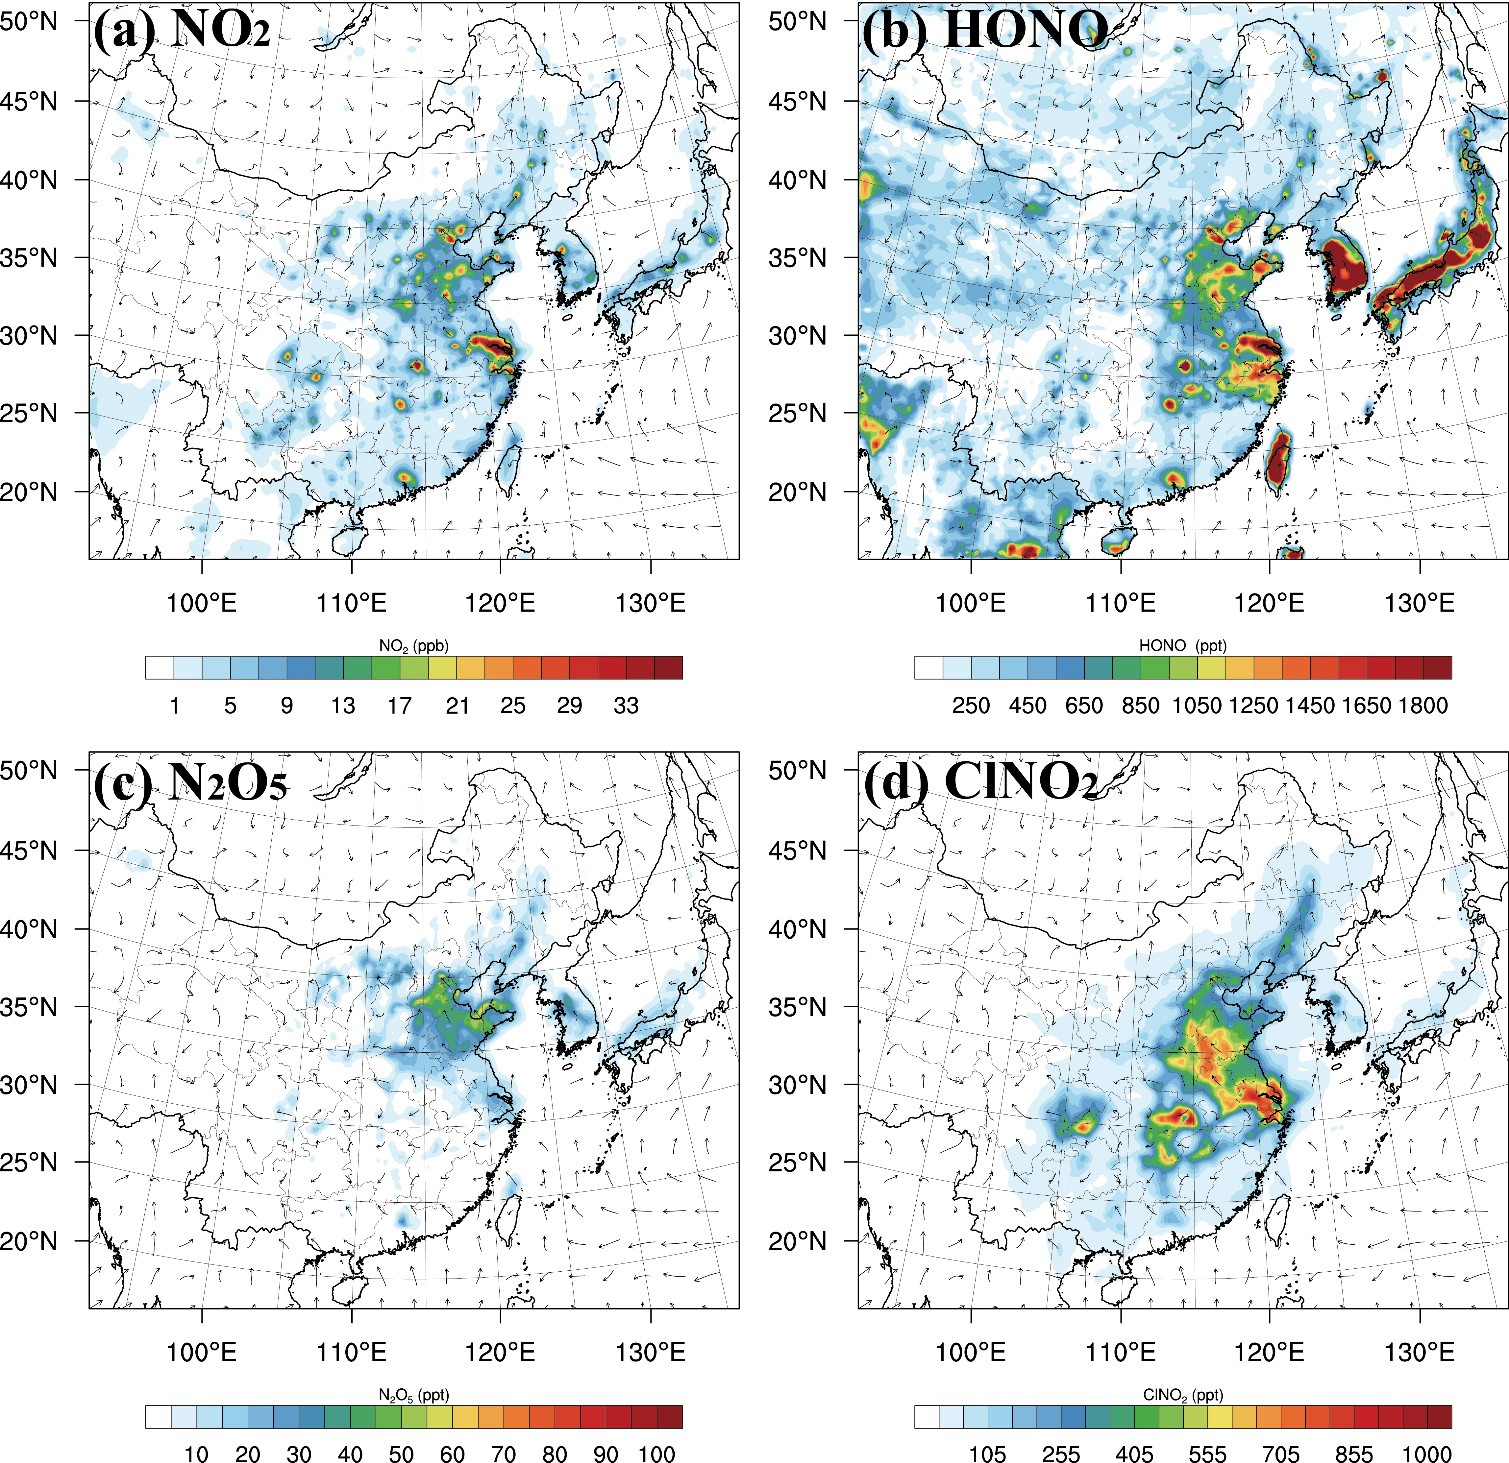 (a) NO2
50°N
45°N
40°N
35°N
30°N
25°N
20°N
100°E 110°E 120°E 130°E
NO2 (ppb)
1 5 9 13 17 21 25 29 33
(b) HONO
50°N
45°N
40°N
35°N
30°N
25°N
20°N
100°E 110°E 120°E 130°E
HONO (ppt)
250 450 650 850 1050 1250 1450 1650 1800
(c) N2O5
50°N
45°N
40°N
35°N
30°N
25°N
20°N
100°E 110°E 120°E 130°E
N2O5 (ppt)
10 20 30 40 50 60 70 80 90 100
(d) ClNO2
50°N
45°N
40°N
35°N
30°N
25°N
20°N
100°E 110°E 120°E 130°E
ClNO2 (ppt)
105 255 405 555 705 855 1000